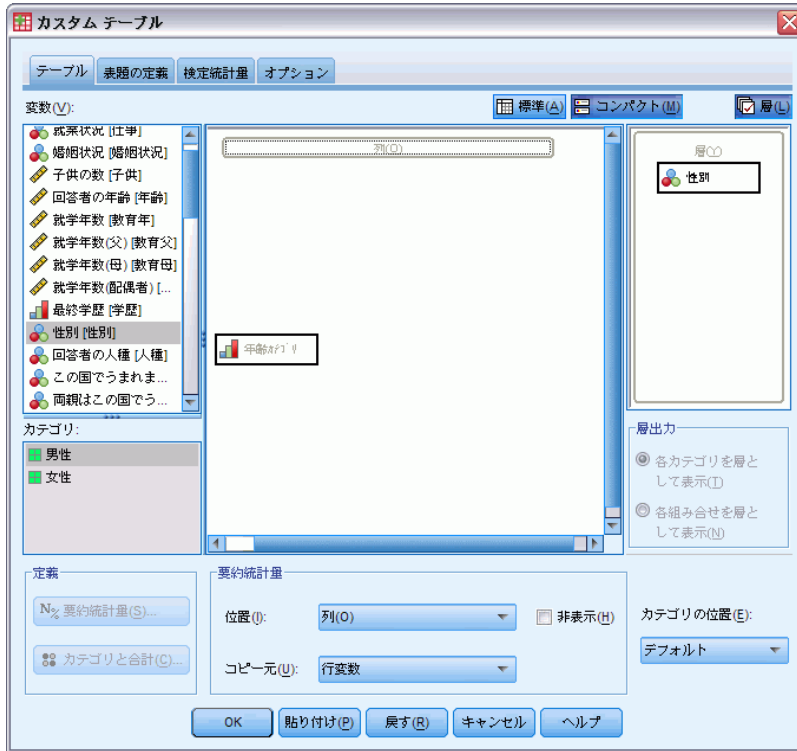 カスタム テーブル
テーブル 表題の定義 検定統計量 オプション
変数(V):
標準(A) コンパクト(M) 層(L)
就業状況 [仕事]
婚姻状況 [婚姻状況]
子供の数 [子供]
回答者の年齢 [年齢]
就学年数 [教育年]
就学年数(父) [教育父]
就学年数(母) [教育母]
就学年数(配偶者) [...
最終学歴 [学歴]
性別 [性別]
回答者の人種 [人種]
この国でうまれま...
両親はこの国でう...
列(O)
年齢ｶﾃｺﾞﾘ
層(Y)
性別
カテゴリ:
男性
女性
層出力
各カテゴリを層と
して表示(T)
各組み合せを層と
して表示(N)
定義
N% 要約統計量(S)...
カテゴリと合計(C)...
要約統計量
位置(I): 列(O) 非表示(H)
コピー元(U): 行変数
カテゴリの位置(E):
デフォルト
OK 貼り付け(P) 戻す(R) キャンセル ヘルプ